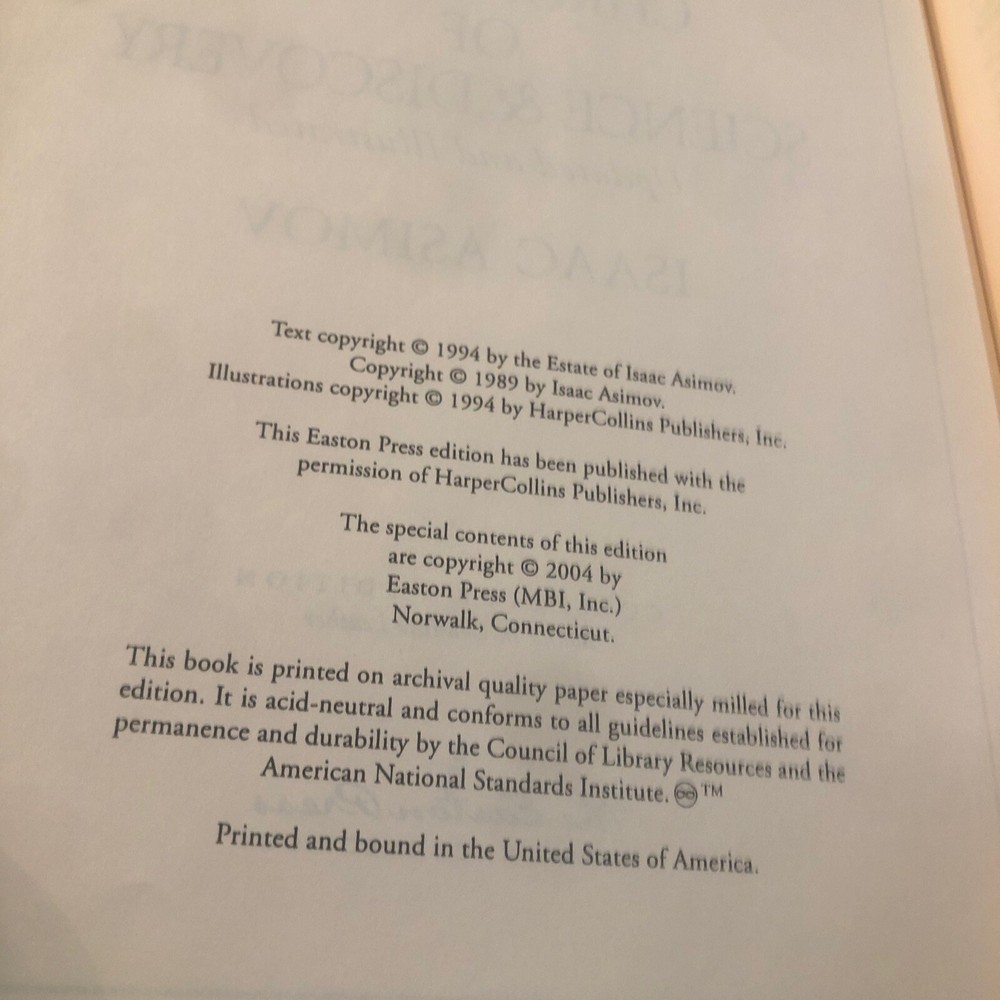 OF
SCIENCE & DISCOVERY
ISAAC ASIMOV
Text copyright © 1994 by the Estate of Isaac Asimov.
Copyright © 1989 by Isaac Asimov.
Illustrations copyright © 1994 by HarperCollins Publishers, Inc.
This Easton Press edition has been published with the
permission of HarperCollins Publishers, Inc.
The special contents of this edition
are copyright © 2004 by
Easton Press (MBI, Inc.)
Norwalk, Connecticut.
This book is printed on archival quality paper especially milled for this
edition. It is acid-neutral and conforms to all guidelines established for
permanence and durability by the Council of Library Resources and the
American National Standards Institute. ♾™
Printed and bound in the United States of America.